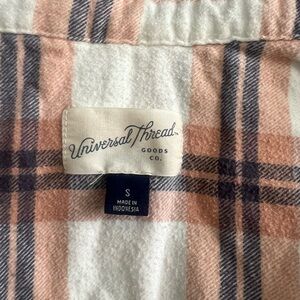 Universal Thread
GOODS
CO.
S
MADE IN
INDONESIA